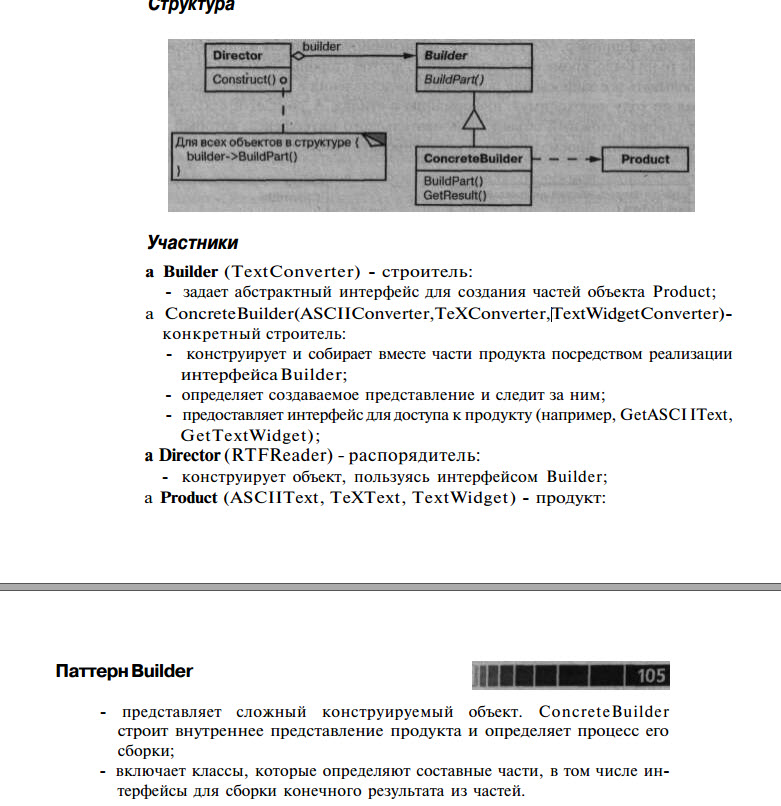 Структура
builder
Director
Construct()
Builder
BuildPart()
Для всех объектов в структуре {
builder->BuildPart()
}
ConcreteBuilder
BuildPart()
GetResult()
Product
Участники
a Builder (TextConverter) - строитель:
- задает абстрактный интерфейс для создания частей объекта Product;
a ConcreteBuilder(ASCIIConverter,TeXConverter,TextWidgetConverter)-
конкретный строитель:
- конструирует и собирает вместе части продукта посредством реализации
интерфейса Builder;
- определяет создаваемое представление и следит за ним;
- предоставляет интерфейс для доступа к продукту (например, GetASCIIText,
GetTextWidget);
a Director (RTFReader) - распорядитель:
- конструирует объект, пользуясь интерфейсом Builder;
a Product (ASCIIText, TeXText, TextWidget) - продукт:
Паттерн Builder
105
- представляет сложный конструируемый объект. ConcreteBuilder
строит внутреннее представление продукта и определяет процесс его
сборки;
- включает классы, которые определяют составные части, в том числе ин-
терфейсы для сборки конечного результата из частей.